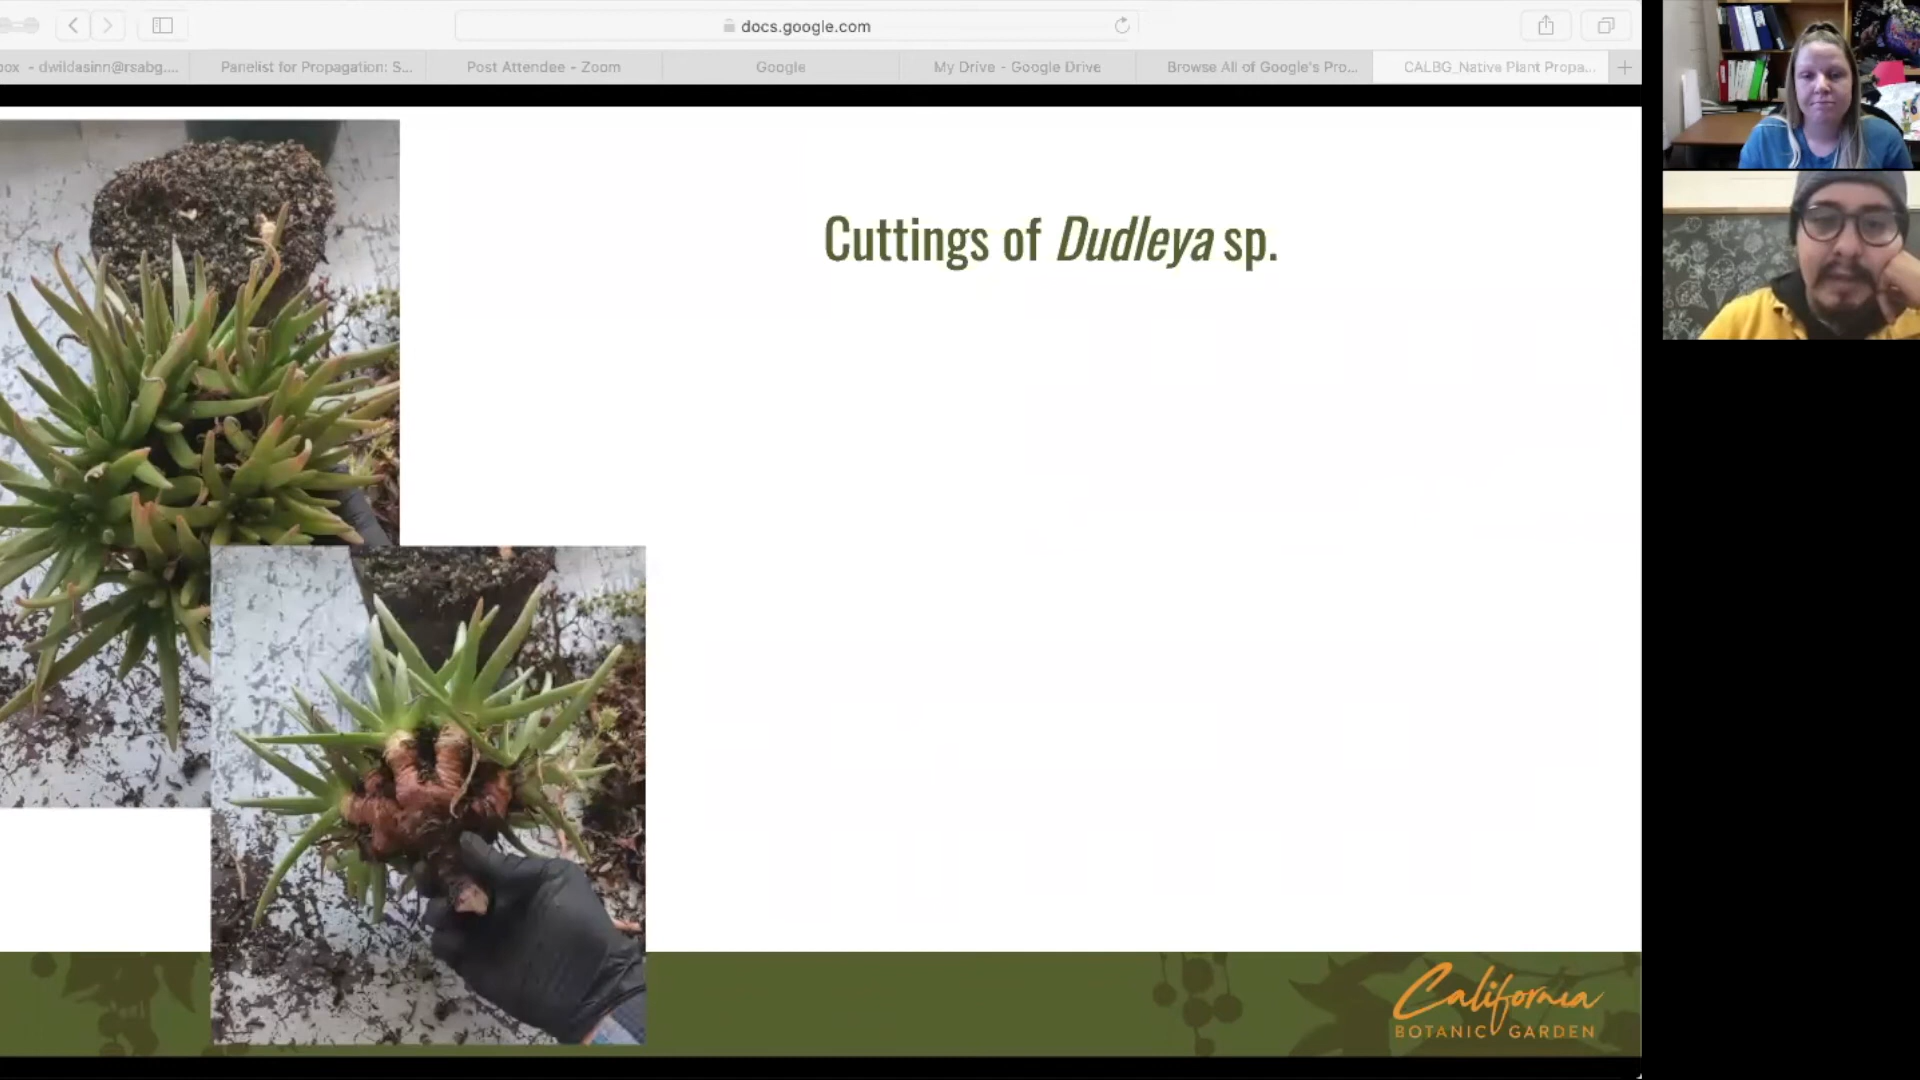 docs.google.com
box - dwildasinn@rsabg....
Panelist for Propagation: S...
Post Attendee - Zoom
Google
My Drive - Google Drive
Browse All of Google's Pro...
CALBG_Native Plant Propa...
Cuttings of Dudleya sp.
California
BOTANIC GARDEN